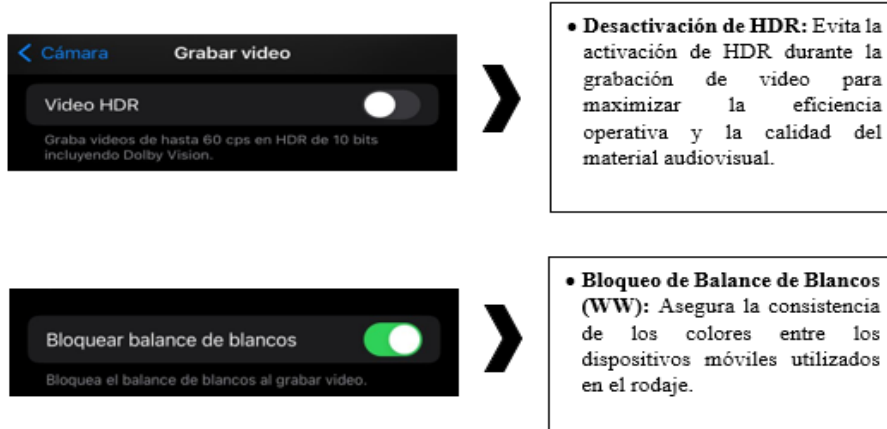 Cámara Grabar video
Video HDR
Graba videos de hasta 60 cps en HDR de 10 bits
incluyendo Dolby Vision.
• Desactivación de HDR: Evita la
activación de HDR durante la
grabación de video para
maximizar la eficiencia
operativa y la calidad del
material audiovisual.
Bloquear balance de blancos
Bloquea el balance de blancos al grabar video.
• Bloqueo de Balance de Blancos
(WW): Asegura la consistencia
de los colores entre los
dispositivos móviles utilizados
en el rodaje.